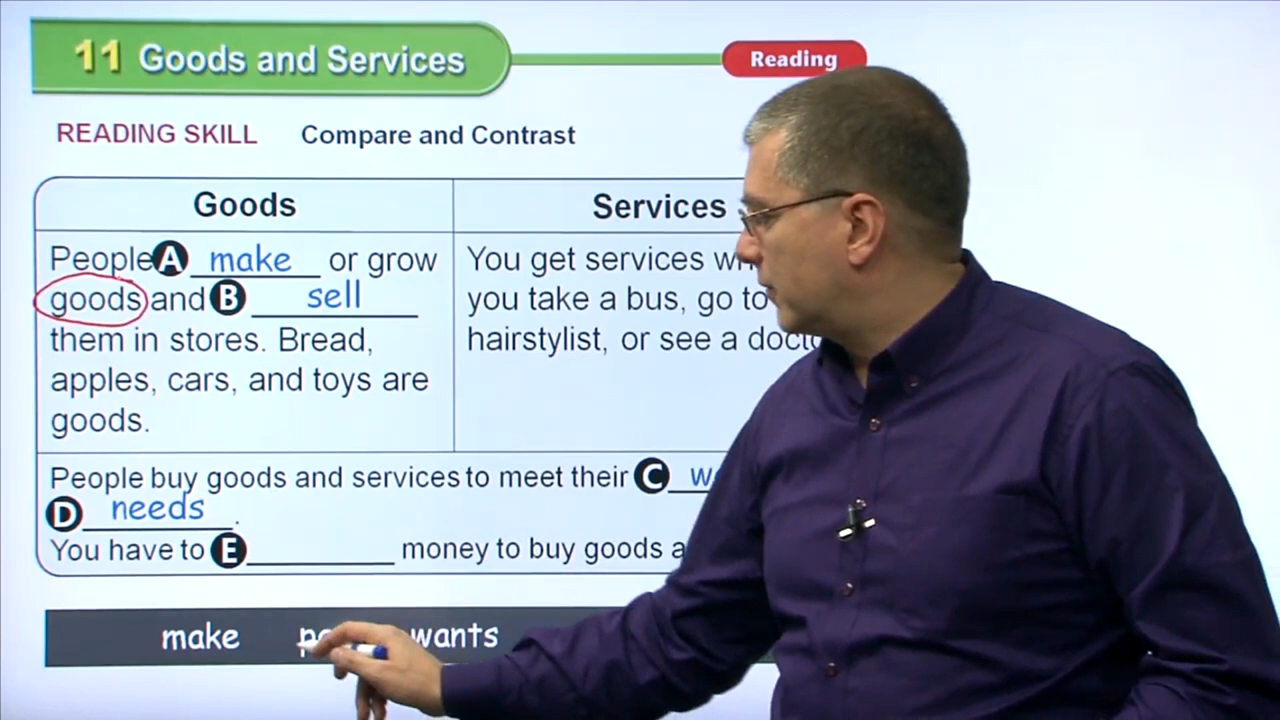 11 Goods and Services
Reading
READING SKILL Compare and Contrast
Goods
Services
People A make or grow
goods and B sell
them in stores. Bread,
apples, cars, and toys are
goods.
You get services
you take a bus, go to
hairstylist, or see a
People buy goods and services to meet their C
D needs.
You have to E ________ money to buy goods
make wants